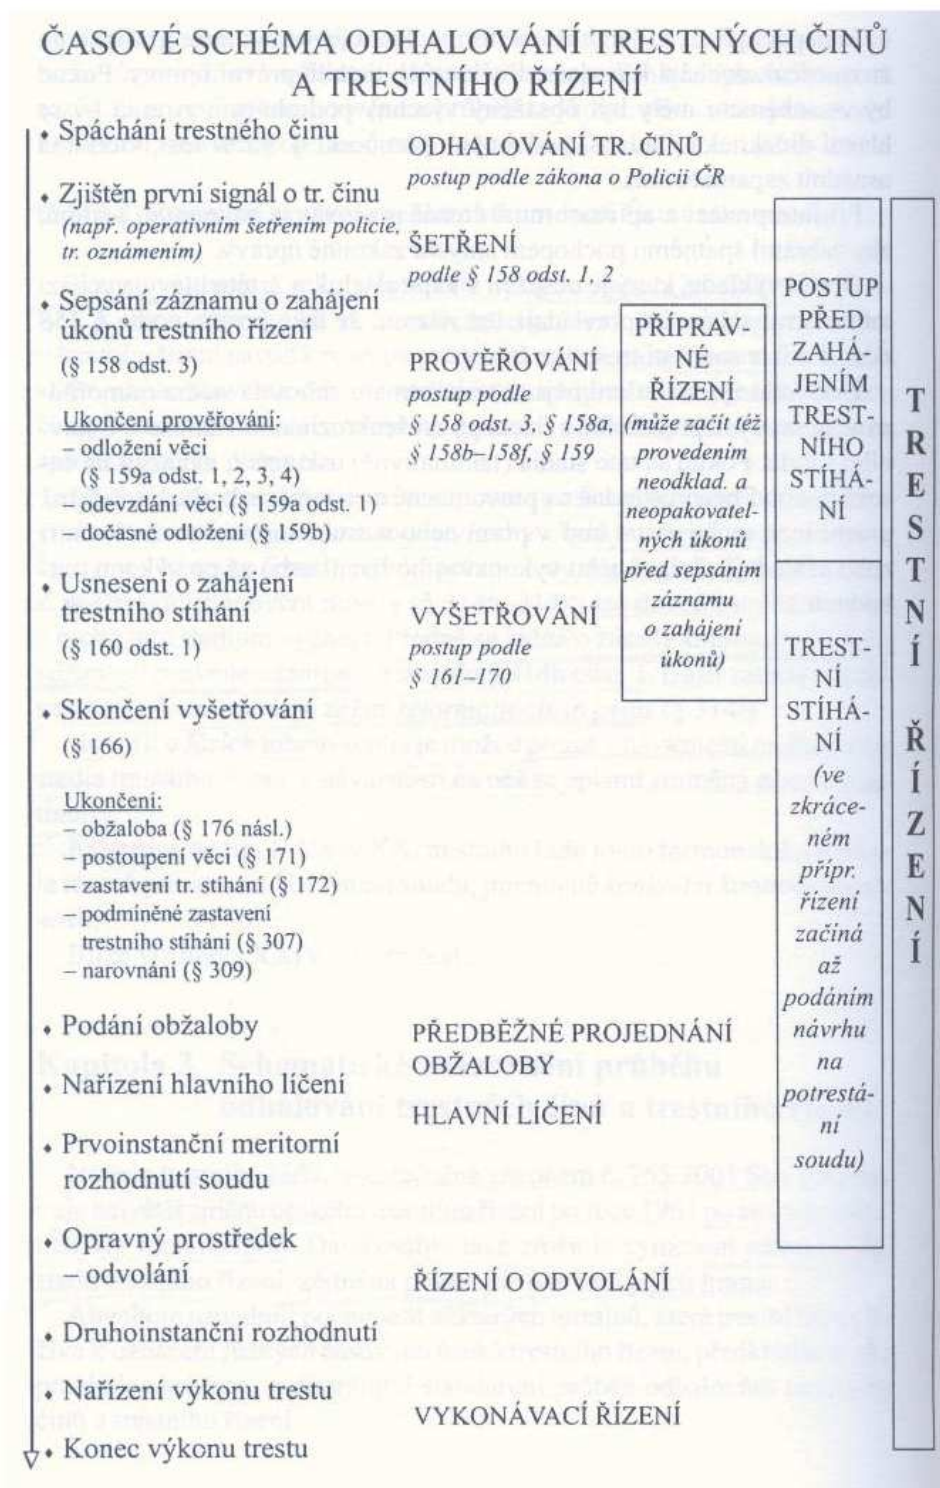 ČASOVÉ SCHÉMA ODHALOVÁNÍ TRESTNÝCH ČINŮ
A TRESTNÍHO ŘÍZENÍ
• Spáchání trestného činu
ODHALOVÁNÍ TR. ČINŮ
postup podle zákona o Policii ČR
• Zjištěn první signál o tr. činu
(např. operativním šetřením policie,
tr. oznámením)
ŠETŘENÍ
podle § 158 odst. 1, 2
• Sepsání záznamu o zahájení
úkonů trestního řízení
(§ 158 odst. 3)
PROVĚŘOVÁNÍ
postup podle
§ 158 odst. 3, § 158a,
§ 158b–158f, § 159
Ukončení prověřování:
– odložení věci
(§ 159a odst. 1, 2, 3, 4)
– odevzdání věci (§ 159a odst. 1)
– dočasné odložení (§ 159b)
• Usnesení o zahájení
trestního stíhání
(§ 160 odst. 1)
VYŠETŘOVÁNÍ
postup podle
§ 161–170
• Skončení vyšetřování
(§ 166)
Ukončení:
– obžaloba (§ 176 násl.)
– postoupení věci (§ 171)
– zastavení tr. stíhání (§ 172)
– podmíněné zastavení
trestního stíhání (§ 307)
– narovnání (§ 309)
• Podání obžaloby
PŘEDBĚŽNÉ PROJEDNÁNÍ
OBŽALOBY
• Nařízení hlavního líčení
HLAVNÍ LÍČENÍ
• Prvoinstanční meritorní
rozhodnutí soudu
• Opravný prostředek
odvolání
ŘÍZENÍ O ODVOLÁNÍ
• Druhoinstanční rozhodnutí
• Nařízení výkonu trestu
VYKONÁVACÍ ŘÍZENÍ
• Konec výkonu trestu
PŘÍPRAV-
NÉ
ŘÍZENÍ
(může začít též
provedením
neodklad. a
neopakovatel-
ných úkonů
před sepsáním
záznamu
o zahájení
úkonů)
POSTUP
PŘED
ZAHÁ-
JENÍM
TREST-
NÍHO
STÍHÁ-
NÍ
TREST-
NÍ
STÍHÁ-
NÍ
(ve
zkráce-
ném
přípr.
řízení
začíná
až
podáním
návrhu
na
potrestá-
ní
soudu)
TRESTNÍ ŘÍZENÍ